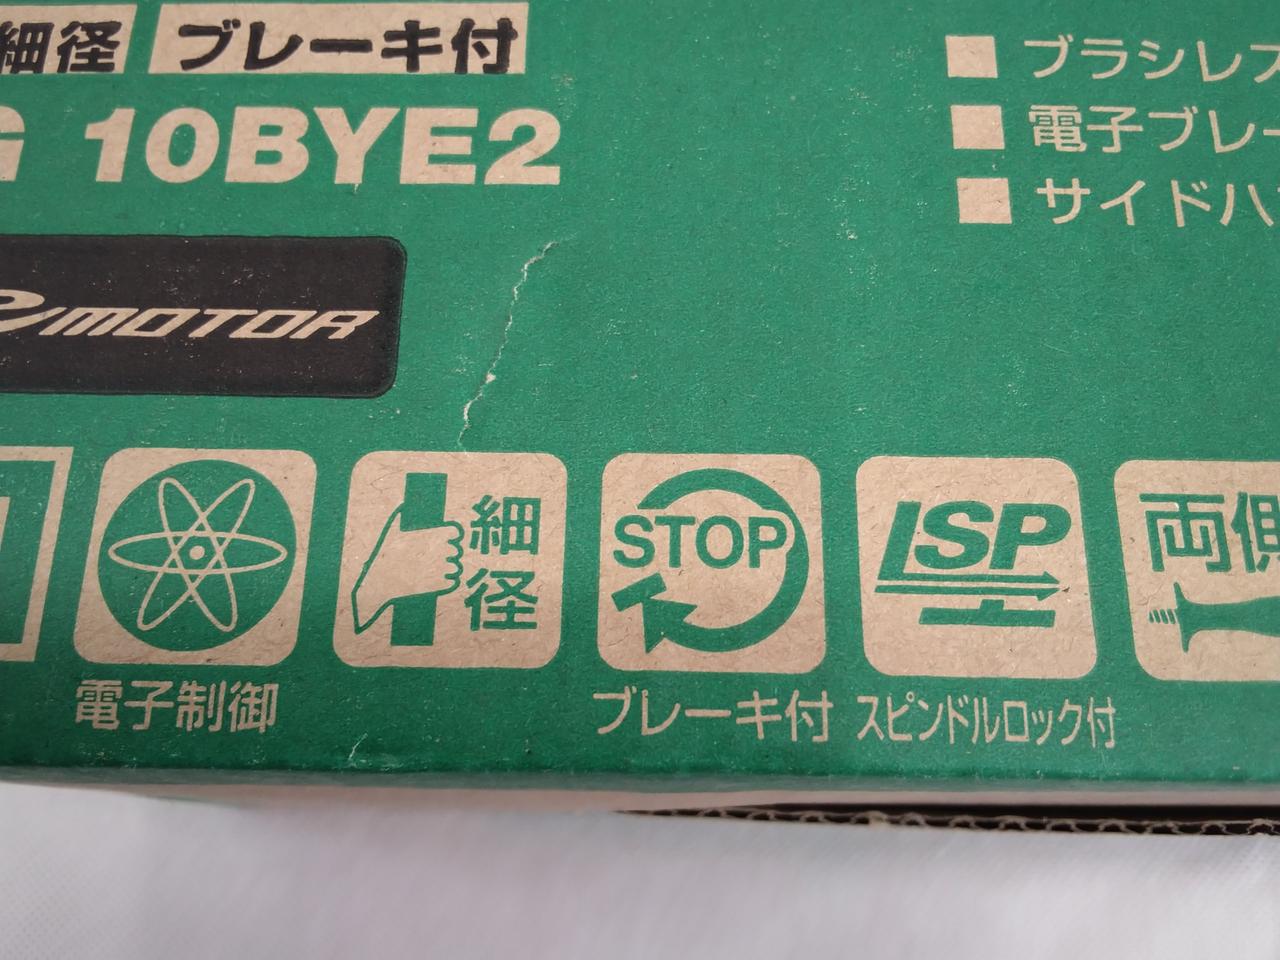 細径 ブレーキ付
G 10BYE2
MOTOR
ブラシレス
電子ブレー
サイドハ
細径
STOP
LSP
両側
電子制御
ブレーキ付
スピンドルロック付